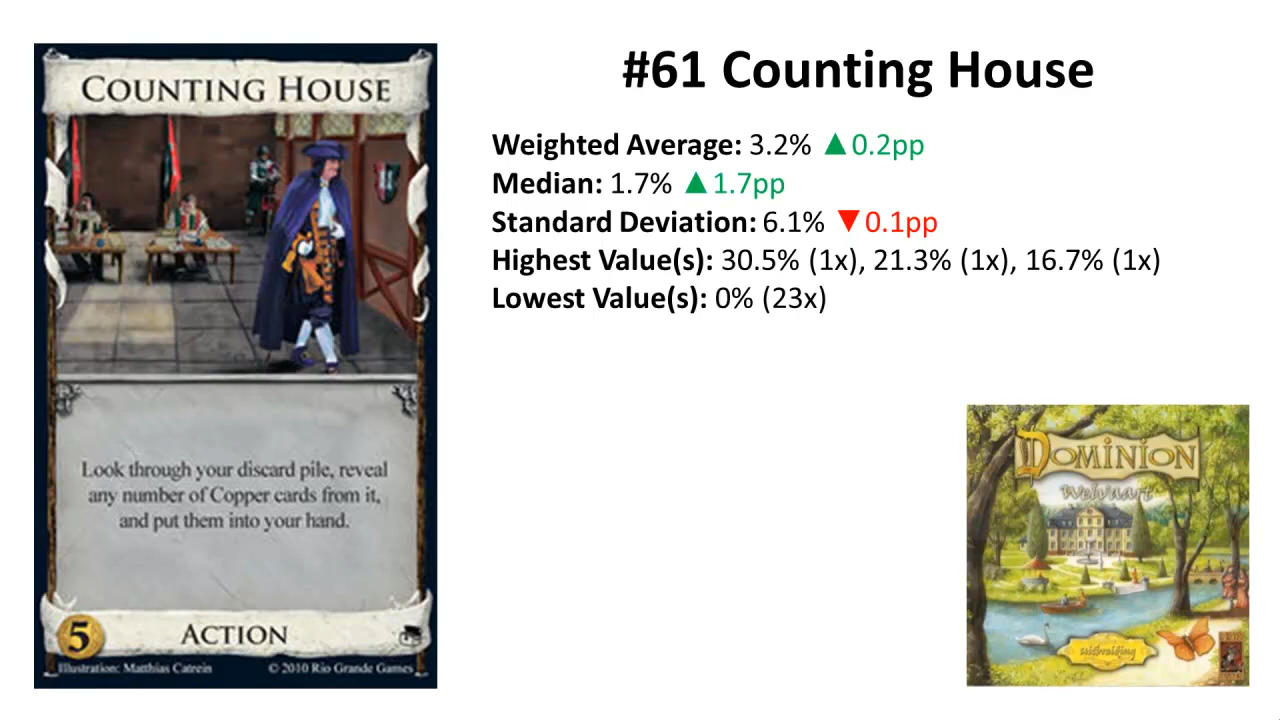 COUNTING HOUSE
Look through your discard pile, reveal
any number of Copper cards from it,
and put them into your hand.
5
ACTION
Illustration: Matthias Catrein © 2010 Rio Grande Games
#61 Counting House
Weighted Average: 3.2% ▲0.2pp
Median: 1.7% ▲1.7pp
Standard Deviation: 6.1% ▼0.1pp
Highest Value(s): 30.5% (1x), 21.3% (1x), 16.7% (1x)
Lowest Value(s): 0% (23x)
DOMINION
Welvaart
Uitbreiding